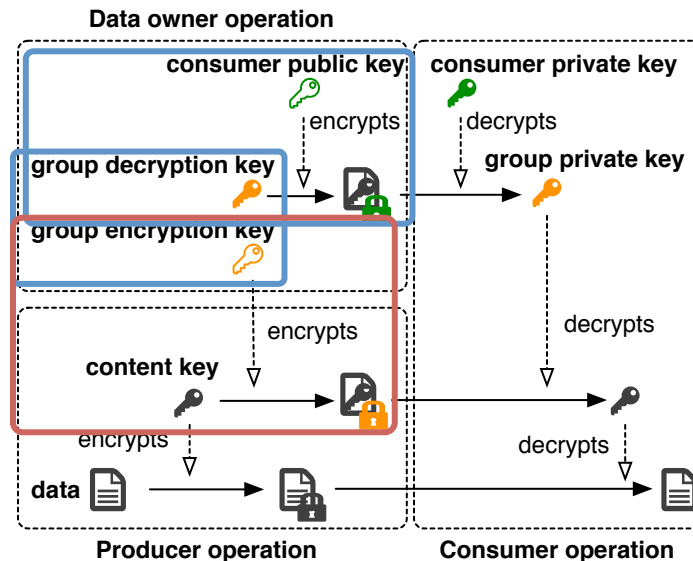 Data owner operation
consumer public key
consumer private key
encrypts
decrypts
group decryption key
group private key
group encryption key
encrypts
decrypts
content key
encrypts
decrypts
data
Producer operation
Consumer operation